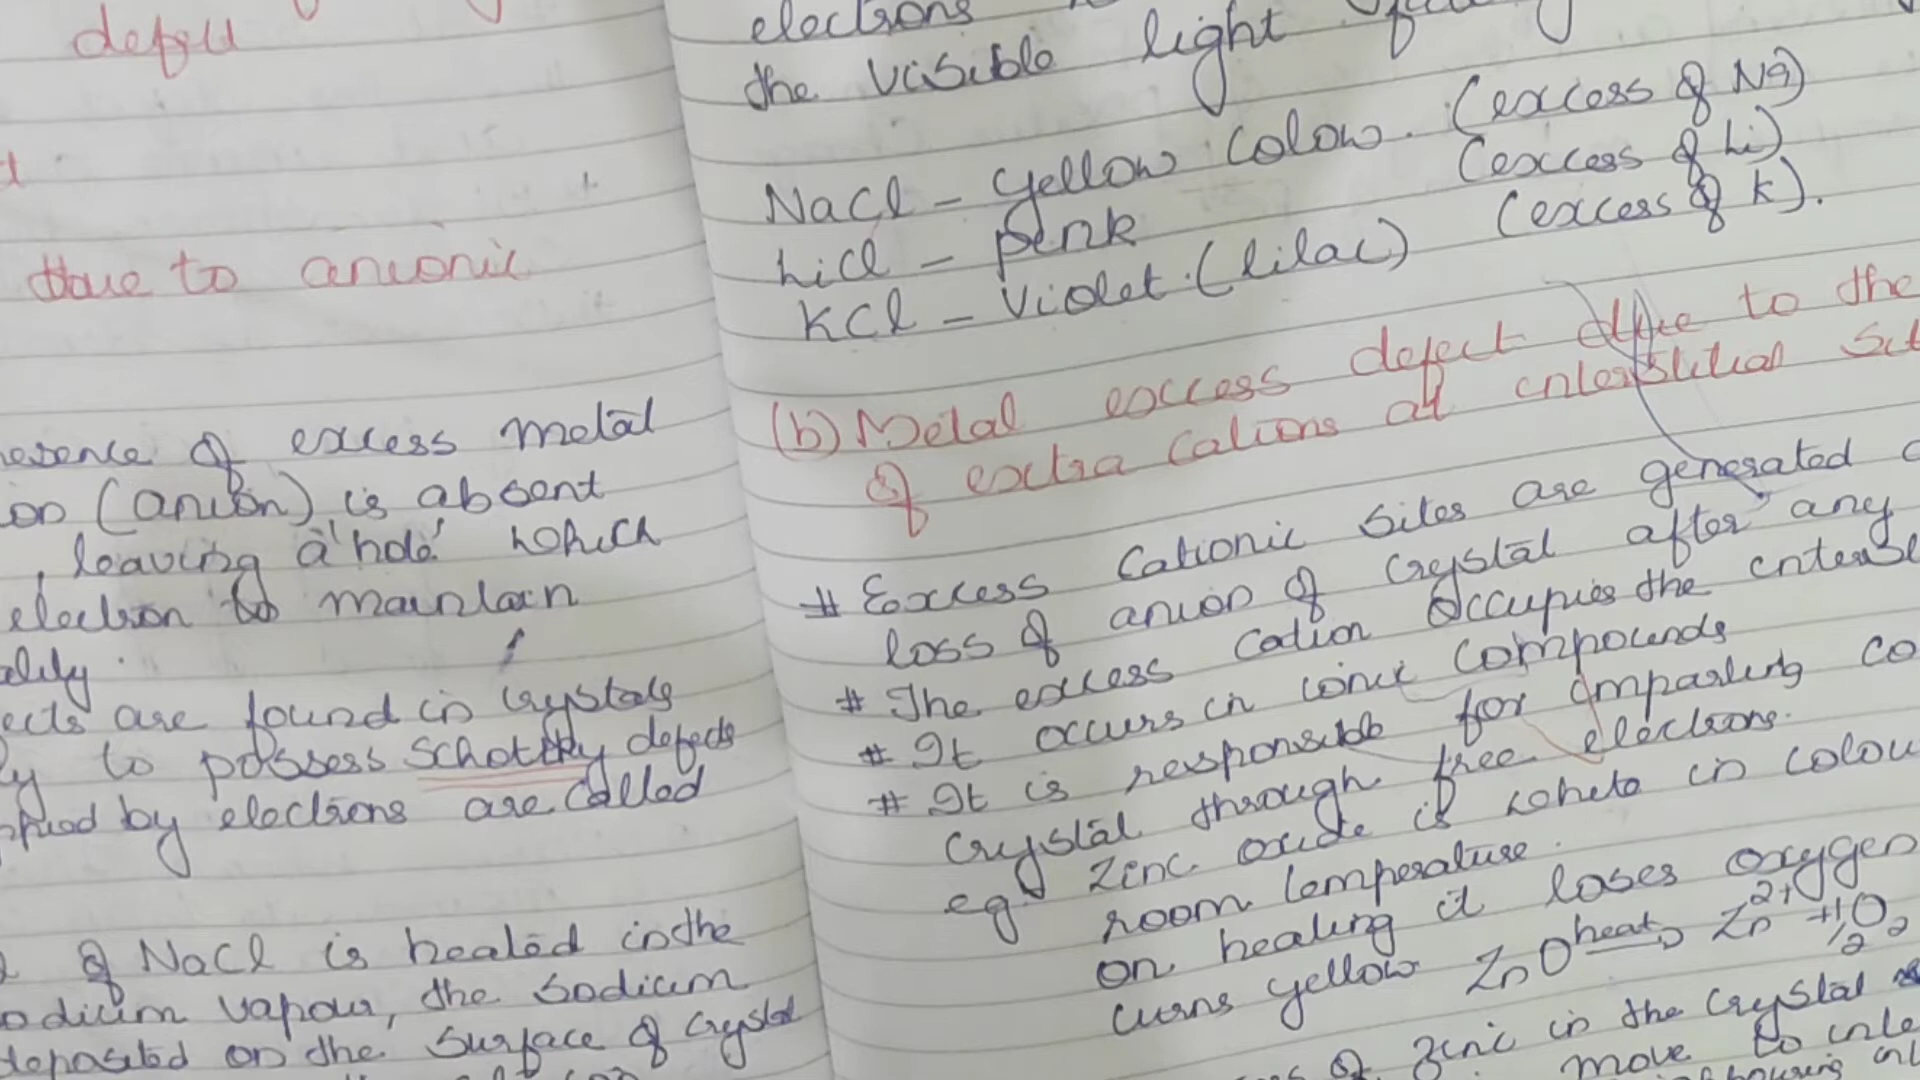 defect
due to anionic
of excess metal
(anion) is absent
, leaving a 'hole' which
electron to maintain
are found in crystals
to possess Schottky defects
by electrons are called
of NaCl is heated in the
vapour, the Sodium
on the surface of crystal
electrons
the visible light
NaCl - yellow colour. (excess of Na)
LiCl - pink (excess of Li)
KCl - Violet (lilac) (excess of K).
(b) Metal excess defect due to the
of extra cations at interstitial
# Excess Cationic sites are generated
loss of anion of crystal after any
# The excess cation occupies the
# It occurs in ionic compounds
# It is responsible for imparting
crystal through free electrons.
eg Zinc oxide is white in colour
room temperature.
on heating it loses oxygen
turns yellow ZnO heat→ Zn2+ + 1/2 O2
of zinc in the crystal
move to